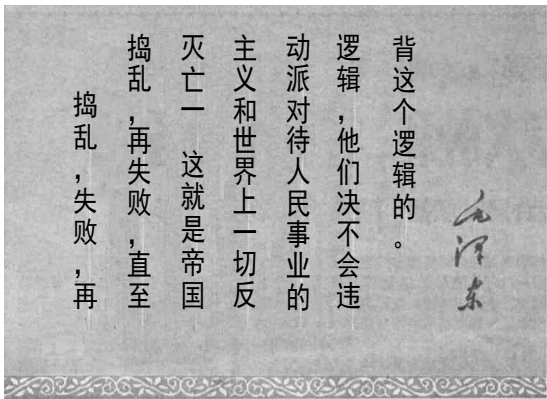 捣乱,失败,再
捣乱,再失败,直至
灭亡一 这就是帝国
主义和世界上一切反
动派对待人民事业的
逻辑,他们决不会违
背这个逻辑的。
毛泽东